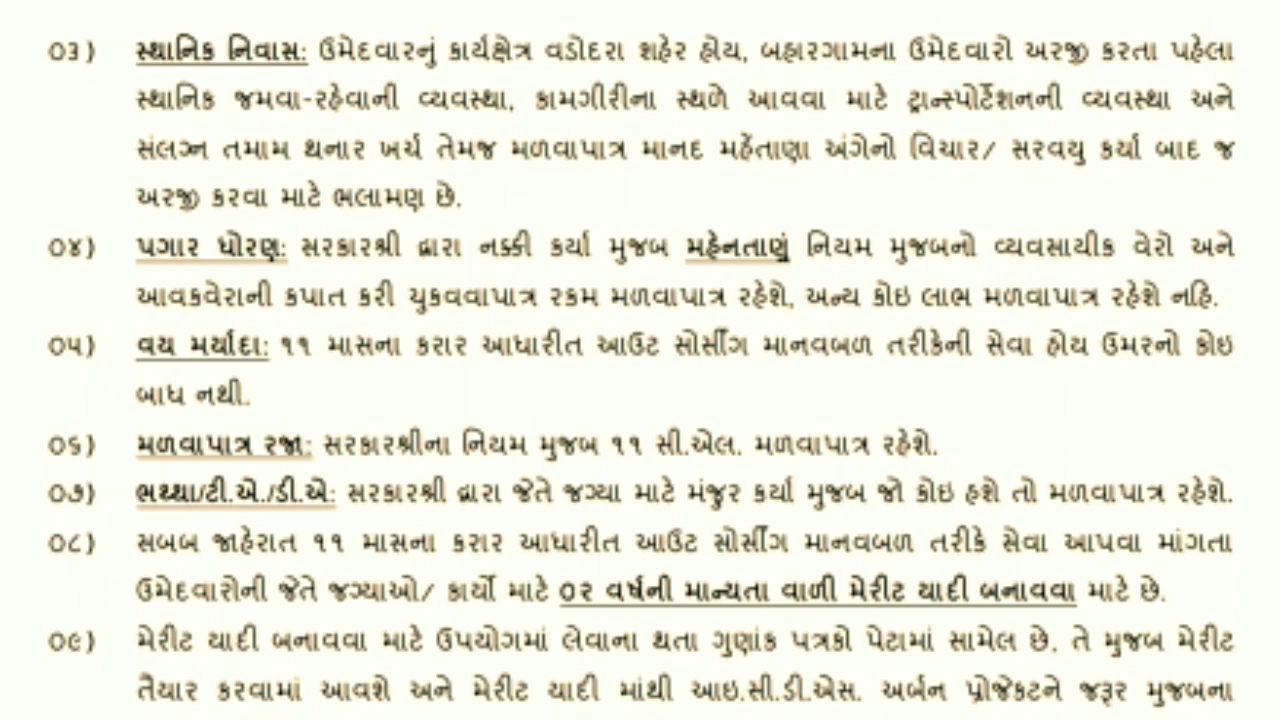 ૦૩) સ્થાનિક નિવાસ: ઉમેદવારનું કાર્યક્ષેત્ર વડોદરા શહેર હોય, બહારગામના ઉમેદવારો અરજી કરતા પહેલા
સ્થાનિક જમવા-રહેવાની વ્યવસ્થા, કામગીરીના સ્થળે આવવા માટે ટ્રાન્સ્પોર્ટેશનની વ્યવસ્થા અને
સંલગ્ન તમામ થનાર ખર્ચ તેમજ મળવાપાત્ર માનદ મહેંતાણા અંગેનો વિચાર/ સરવયુ કર્યા બાદ જ
અરજી કરવા માટે ભલામણ છે.
૦૪) પગાર ધોરણ: સરકારશ્રી દ્વારા નક્કી કર્યા મુજબ મહેનતાણું નિયમ મુજબનો વ્યવસાયીક વેરો અને
આવકવેરાની કપાત કરી ચુકવવાપાત્ર રકમ મળવાપાત્ર રહેશે, અન્ય કોઇ લાભ મળવાપાત્ર રહેશે નહિ.
૦૫) વય મર્યાદા: ૧૧ માસના કરાર આધારીત આઉટ સોર્સીંગ માનવબળ તરીકેની સેવા હોય ઉમરનો કોઇ
બાધ નથી.
૦૬) મળવાપાત્ર રજા: સરકારશ્રીના નિયમ મુજબ ૧૧ સી.એલ. મળવાપાત્ર રહેશે.
૦૭) ભથ્થા/ટી.એ./ડી.એ: સરકારશ્રી દ્વારા જેતે જગ્યા માટે મંજુર કર્યા મુજબ જો કોઇ હશે તો મળવાપાત્ર રહેશે.
૦૮) સબબ જાહેરાત ૧૧ માસના કરાર આધારીત આઉટ સોર્સીંગ માનવબળ તરીકે સેવા આપવા માંગતા
ઉમેદવારોની જેતે જગ્યાઓ/ કાર્યો માટે ૦૨ વર્ષની માન્યતા વાળી મેરીટ યાદી બનાવવા માટે છે.
૦૯) મેરીટ યાદી બનાવવા માટે ઉપયોગમાં લેવાના થતા ગુણાંક પત્રકો પેટામાં સામેલ છે, તે મુજબ મેરીટ
તૈયાર કરવામાં આવશે અને મેરીટ યાદી માંથી આઇ.સી.ડી.એસ. અર્બન પ્રોજેકટને જરૂર મુજબના